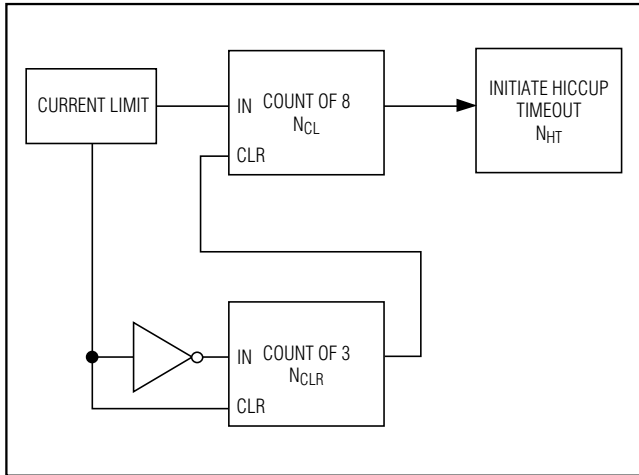 CURRENT LIMIT
IN
COUNT OF 8
NCL
CLR
INITIATE HICCUP
TIMEOUT
NHT
IN
COUNT OF 3
NCLR
CLR